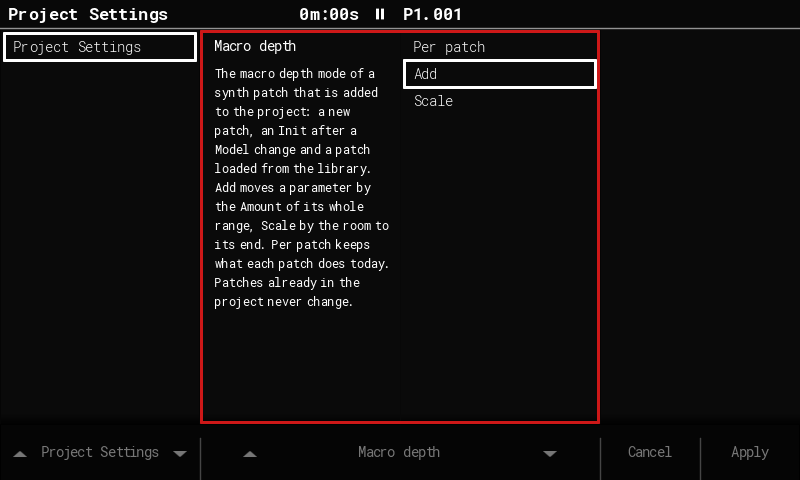 Project Settings 0m:00s P1.001
Project Settings
Macro depth
The macro depth mode of a
synth patch that is added
to the project: a new
patch, an Init after a
Model change and a patch
loaded from the library.
Add moves a parameter by
the Amount of its whole
range, Scale by the room to
its end. Per patch keeps
what each patch does today.
Patches already in the
project never change.
Per patch
Add
Scale
Project Settings Macro depth Cancel Apply